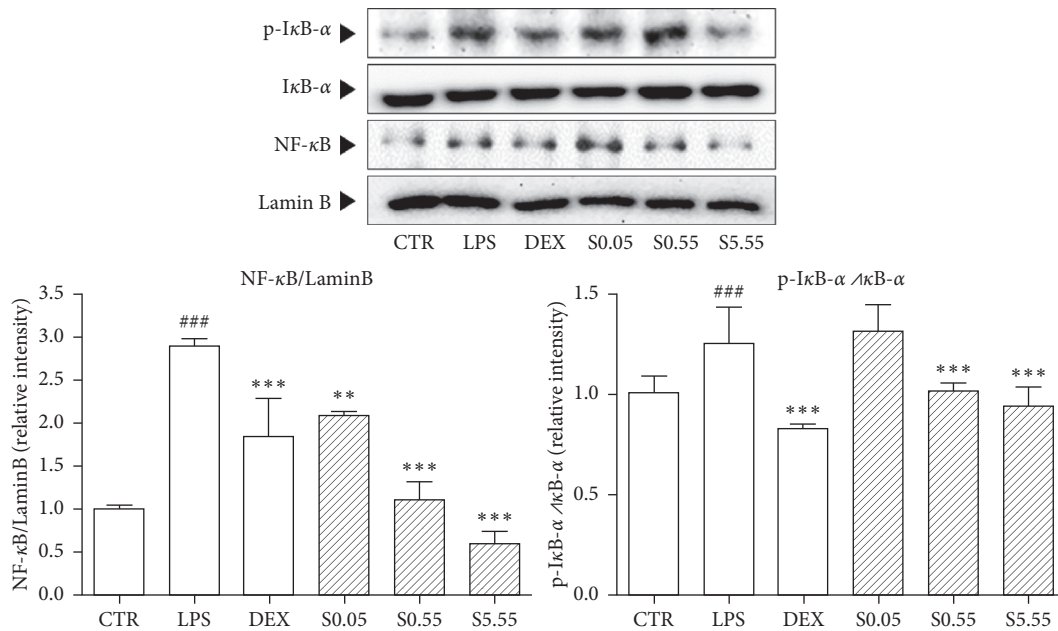 p-IκB-α
IκB-α
NF-κB
Lamin B
CTR LPS DEX S0.05 S0.55 S5.55
NF-κB/LaminB
NF-κB/LaminB (relative intensity)
3.5
3.0
2.5
2.0
1.5
1.0
0.5
0.0
###
***
**
***
***
CTR LPS DEX S0.05 S0.55 S5.55
p-IκB-α /IκB-α
p-IκB-α /IκB-α (relative intensity)
1.5
1.0
0.5
0.0
###
***
***
***
CTR LPS DEX S0.05 S0.55 S5.55